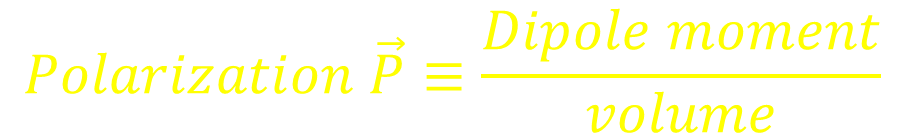 Polarization P⃗ ≡ Dipole moment / volume